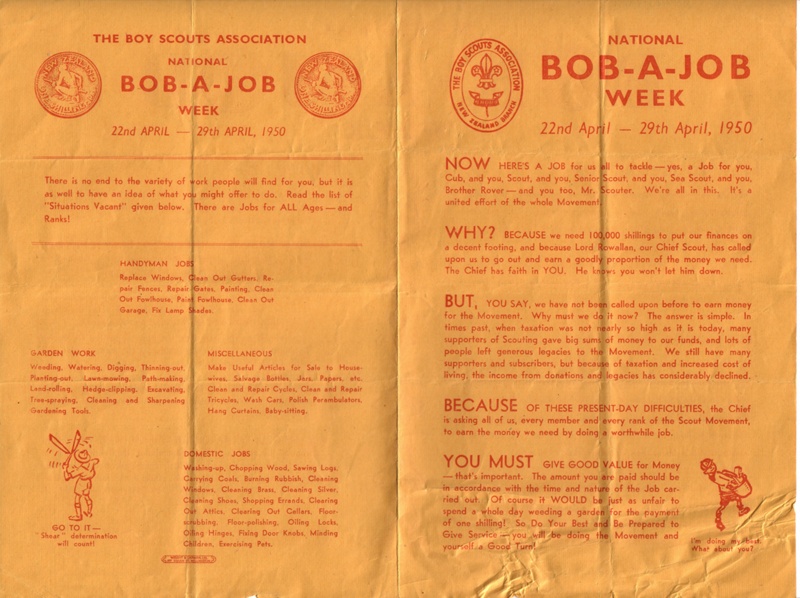 THE BOY SCOUTS ASSOCIATION
NATIONAL
BOB-A-JOB
WEEK
22nd APRIL — 29th APRIL, 1950
There is no end to the variety of work people will find for you, but it is
as well to have an idea of what you might offer to do. Read the list of
"Situations Vacant" given below. There are Jobs for ALL Ages — and
Ranks!
HANDYMAN JOBS
Replace Windows, Clean Out Gutters, Re-
pair Fences, Repair Gates, Painting, Clean
Out Fowlhouse, Paint Fowlhouse, Clean Out
Garage, Fix Lamp Shades.
GARDEN WORK
Weeding, Watering, Digging, Thinning-out,
Planting-out, Lawn-mowing, Path-making,
Land-rolling, Hedge-clipping, Excavating,
Tree-spraying, Cleaning and Sharpening
Gardening Tools.
MISCELLANEOUS
Make Useful Articles for Sale to House-
wives, Salvage Bottles, Jars, Papers, etc.
Clean and Repair Cycles, Clean and Repair
Tricycles, Wash Cars, Polish Perambulators,
Hang Curtains, Baby-sitting.
DOMESTIC JOBS
Washing-up, Chopping Wood, Sawing Logs,
Carrying Coals, Burning Rubbish, Cleaning
Windows, Cleaning Brass, Cleaning Silver,
Cleaning Shoes, Shopping Errands, Clearing
Out Attics, Clearing Out Cellars, Floor-
scrubbing, Floor-polishing, Oiling Locks,
Oiling Hinges, Fixing Door Knobs, Minding
Children, Exercising Pets.
GO TO IT—
"Shear" determination
will count!
THE BOY SCOUTS ASSOCIATION
NEW ZEALAND BRANCH
NATIONAL
BOB-A-JOB
WEEK
22nd April — 29th April, 1950
NOW HERE'S A JOB for us all to tackle — yes, a Job for you,
Cub, and you, Scout, and you, Senior Scout, and you, Sea Scout, and you,
Brother Rover — and you too, Mr. Scouter. We're all in this. It's a
united effort of the whole Movement.
WHY? BECAUSE we need 100,000 shillings to put our finances on
a decent footing, and because Lord Rowallan, our Chief Scout, has called
upon us to go out and earn a goodly proportion of the money we need.
The Chief has faith in YOU. He knows you won't let him down.
BUT, YOU SAY, we have not been called upon before to earn money
for the Movement. Why must we do it now? The answer is simple. In
times past, when taxation was not nearly so high as it is today, many
supporters of Scouting gave big sums of money to our funds, and lots of
people left generous legacies to the Movement. We still have many
supporters and subscribers, but because of taxation and increased cost of
living, the income from donations and legacies has considerably declined.
BECAUSE OF THESE PRESENT-DAY DIFFICULTIES, the Chief
is asking all of us, every member and every rank of the Scout Movement,
to earn the money we need by doing a worthwhile job.
YOU MUST GIVE GOOD VALUE for Money
— that's important. The amount you are paid should be
in accordance with the time and nature of the Job car-
ried out. Of course it WOULD be just as unfair to
spend a whole day weeding a garden for the payment
of one shilling! So Do Your Best and Be Prepared to
Give Service — you will be doing the Movement and
yourself a Good Turn!
I'm doing my best.
What about you?